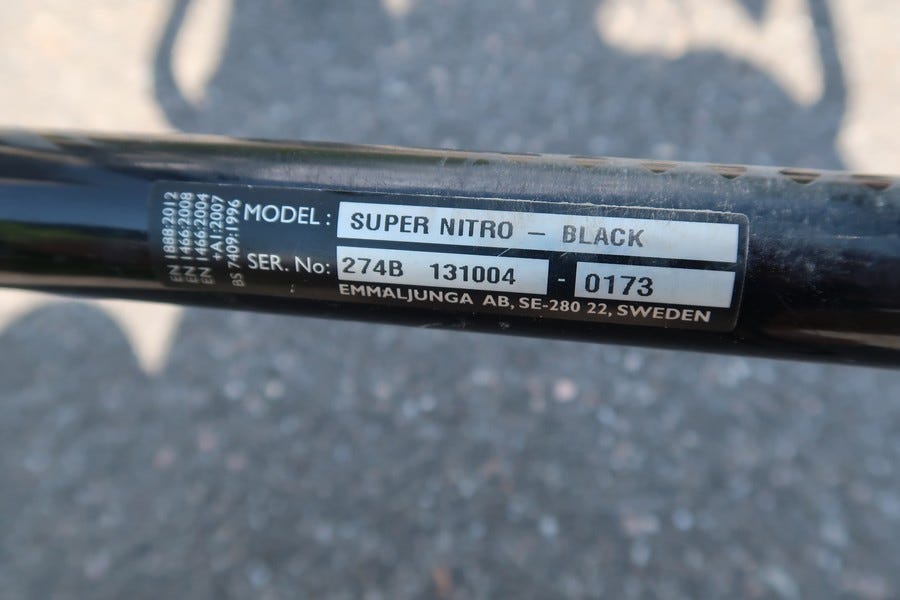 EN 1888:2012
EN 1466:2008
EN 1466:2004
+A1:2007
BS 7409:1996
MODEL: SUPER NITRO - BLACK
SER. No: 274B 131004 - 0173
EMMALJUNGA AB, SE-280 22, SWEDEN